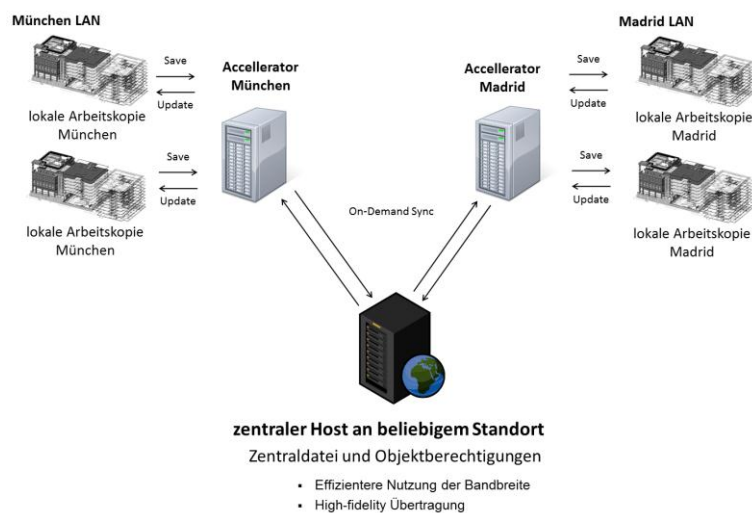 München LAN
Save
Update
lokale Arbeitskopie
München
Save
Update
lokale Arbeitskopie
München
Accellerator
München
Accellerator
Madrid
Madrid LAN
Save
Update
lokale Arbeitskopie
Madrid
Save
Update
lokale Arbeitskopie
Madrid
On-Demand Sync
zentraler Host an beliebigem Standort
Zentraldatei und Objektberechtigungen
▪ Effizientere Nutzung der Bandbreite
▪ High-fidelity Übertragung